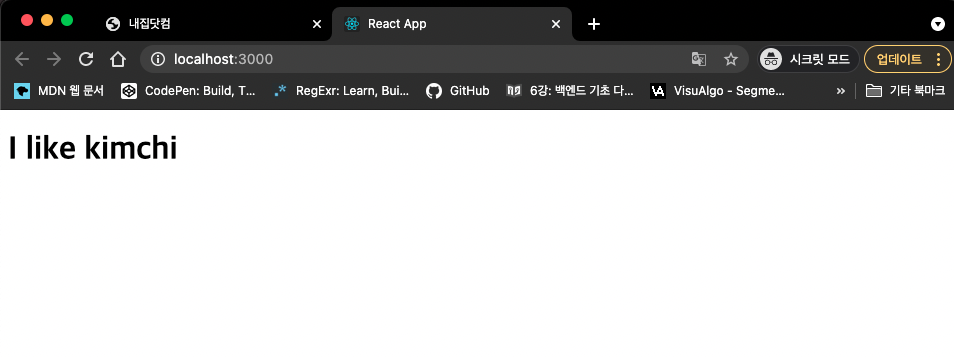 내집닷컴
React App
localhost:3000
시크릿 모드
업데이트
MDN 웹 문서
CodePen: Build, T...
RegExr: Learn, Bui...
GitHub
6강: 백엔드 기초 다...
VisuAlgo - Segme...
»
기타 북마크
I like kimchi